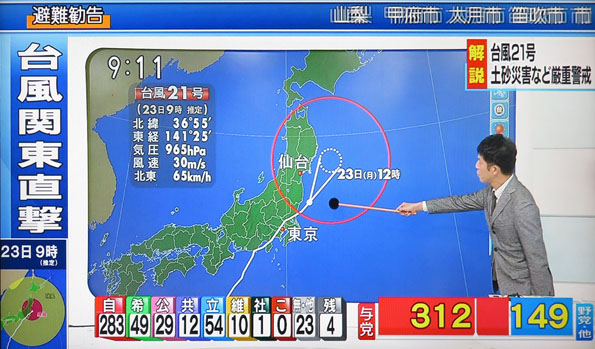 避難勧告
山梨 甲府市 大月市 笛吹市 市
台風関東直撃
9:11
台風21号
(23日9時 推定)
北緯 36°55′
東経 141°25′
気圧 965hPa
風速 30m/s
北東 65km/h
解説
台風21号
土砂災害など厳重警戒
仙台
23日(月)12時
東京
23日9時
(推定)
自 希 公 共 立 維 社 こ 無・他 残
283 49 29 12 54 10 1 0 23 4
与党 312 149 野党・他